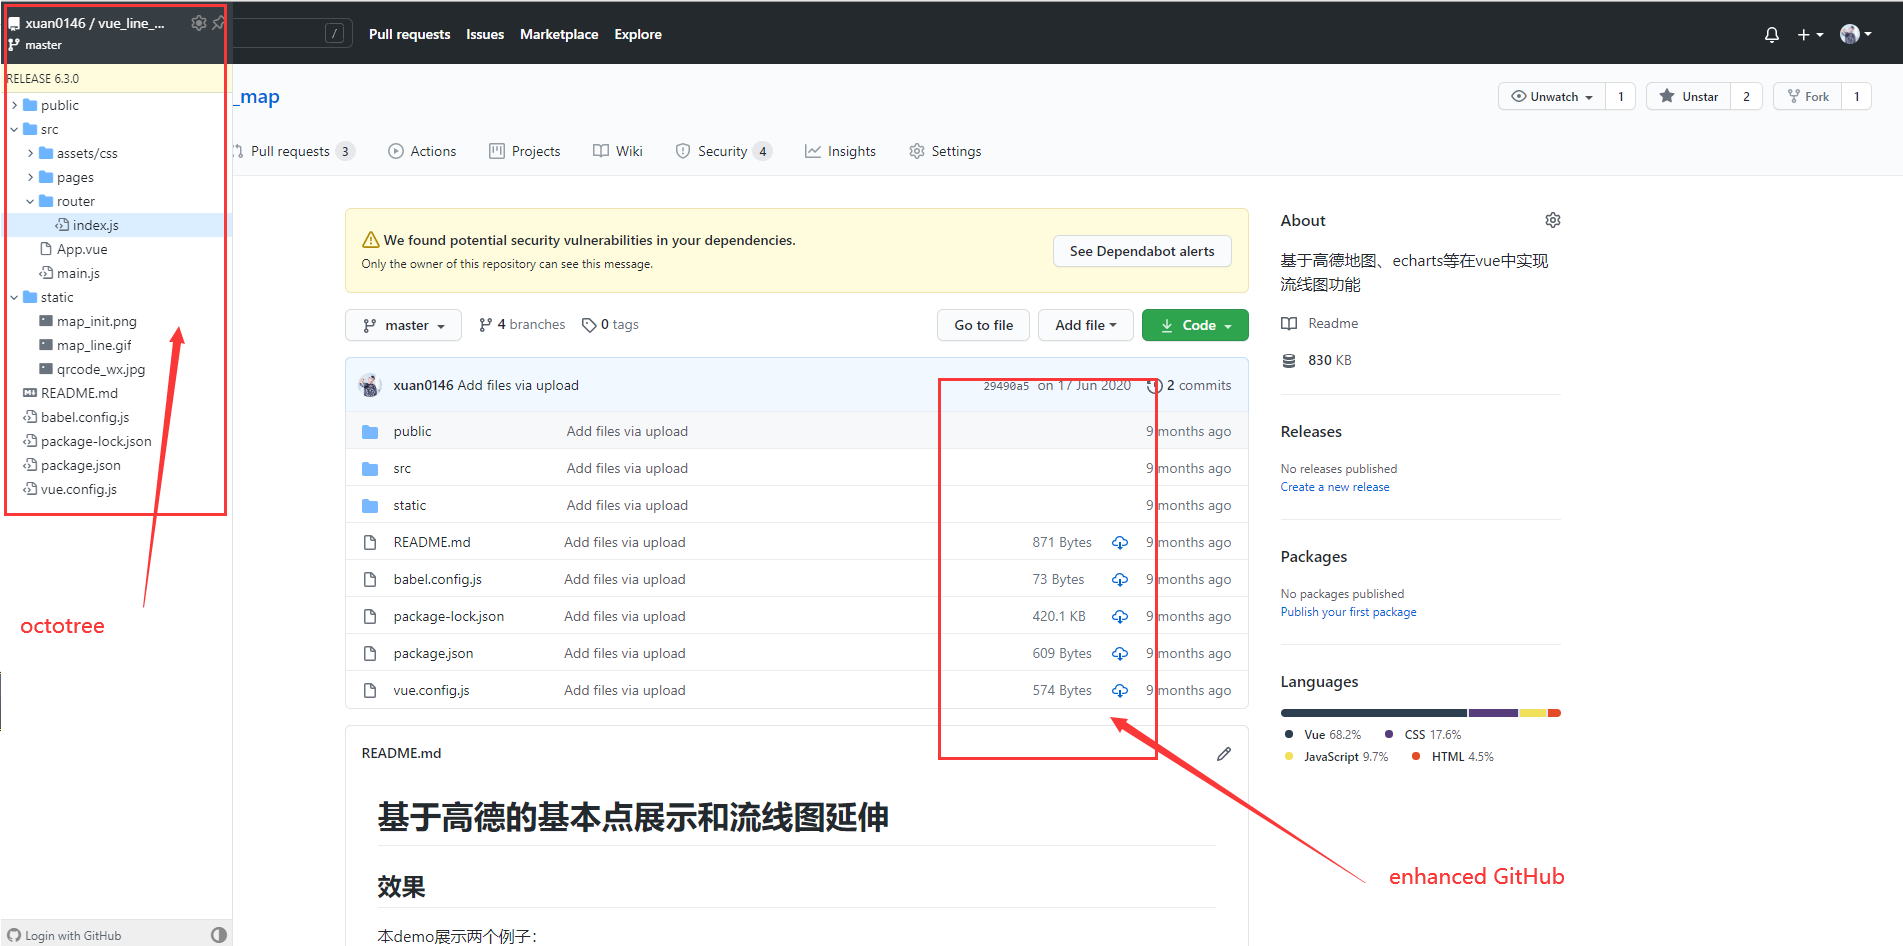 xuan0146 / vue_line_...
master
RELEASE 6.3.0
public
src
assets/css
pages
router
index.js
App.vue
main.js
static
map_init.png
map_line.gif
qrcode_wx.jpg
README.md
babel.config.js
package-lock.json
package.json
vue.config.js
octotree
Login with GitHub
/
Pull requests Issues Marketplace Explore
_map
Unwatch 1 Unstar 2 Fork 1
Pull requests 3 Actions Projects Wiki Security 4 Insights Settings
We found potential security vulnerabilities in your dependencies.
Only the owner of this repository can see this message.
See Dependabot alerts
master 4 branches 0 tags Go to file Add file Code
xuan0146 Add files via upload 29490a5 on 17 Jun 2020 2 commits
public Add files via upload 9 months ago
src Add files via upload 9 months ago
static Add files via upload 9 months ago
README.md Add files via upload 871 Bytes 9 months ago
babel.config.js Add files via upload 73 Bytes 9 months ago
package-lock.json Add files via upload 420.1 KB 9 months ago
package.json Add files via upload 609 Bytes 9 months ago
vue.config.js Add files via upload 574 Bytes 9 months ago
README.md
基于高德的基本点展示和流线图延伸
效果
本demo展示两个例子：
About
基于高德地图、echarts等在vue中实现
流线图功能
Readme
830 KB
Releases
No releases published
Create a new release
Packages
No packages published
Publish your first package
Languages
Vue 68.2% CSS 17.6%
JavaScript 9.7% HTML 4.5%
enhanced GitHub